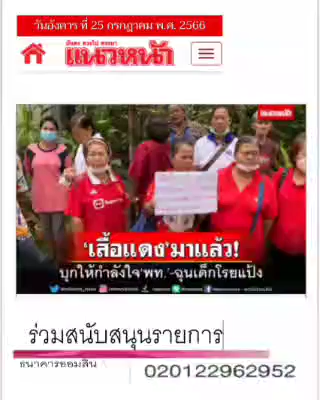 วันอังคาร ที่ 25 กรกฎาคม พ.ศ. 2566
แนวหน้า
'เสื้อแดง'มาแล้ว!
บุกให้กำลังใจ'พท.'-ฉุนเด็กโรยแป้ง
ร่วมสนับสนุนรายการ
ธนาคารออมสิน
020122962952